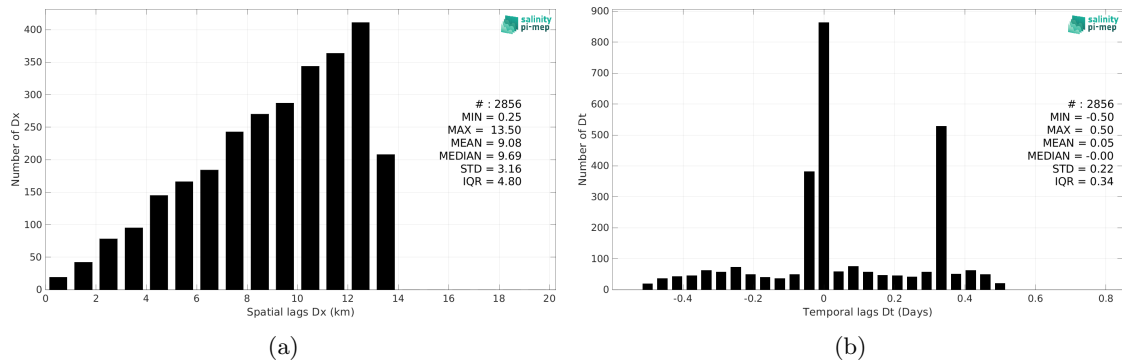 salinity
pi-mep
400
350
300
250
200
150
100
50
0
Number of Dx
# : 2856
MIN = 0.25
MAX = 13.50
MEAN = 9.08
MEDIAN = 9.69
STD = 3.16
IQR = 4.80
0 2 4 6 8 10 12 14 16 18 20
Spatial lags Dx (km)
(a)
salinity
pi-mep
900
800
700
600
500
400
300
200
100
0
Number of Dt
# : 2856
MIN = -0.50
MAX = 0.50
MEAN = 0.05
MEDIAN = -0.00
STD = 0.22
IQR = 0.34
-0.4 -0.2 0 0.2 0.4 0.6 0.8
Temporal lags Dt (Days)
(b)